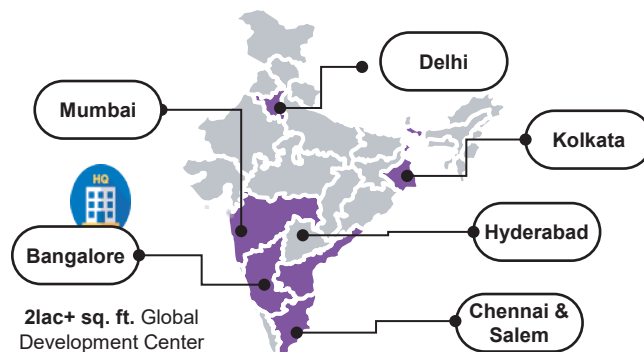 Delhi
Mumbai
Kolkata
HQ
Hyderabad
Bangalore
2lac+ sq. ft. Global
Development Center
Chennai &
Salem